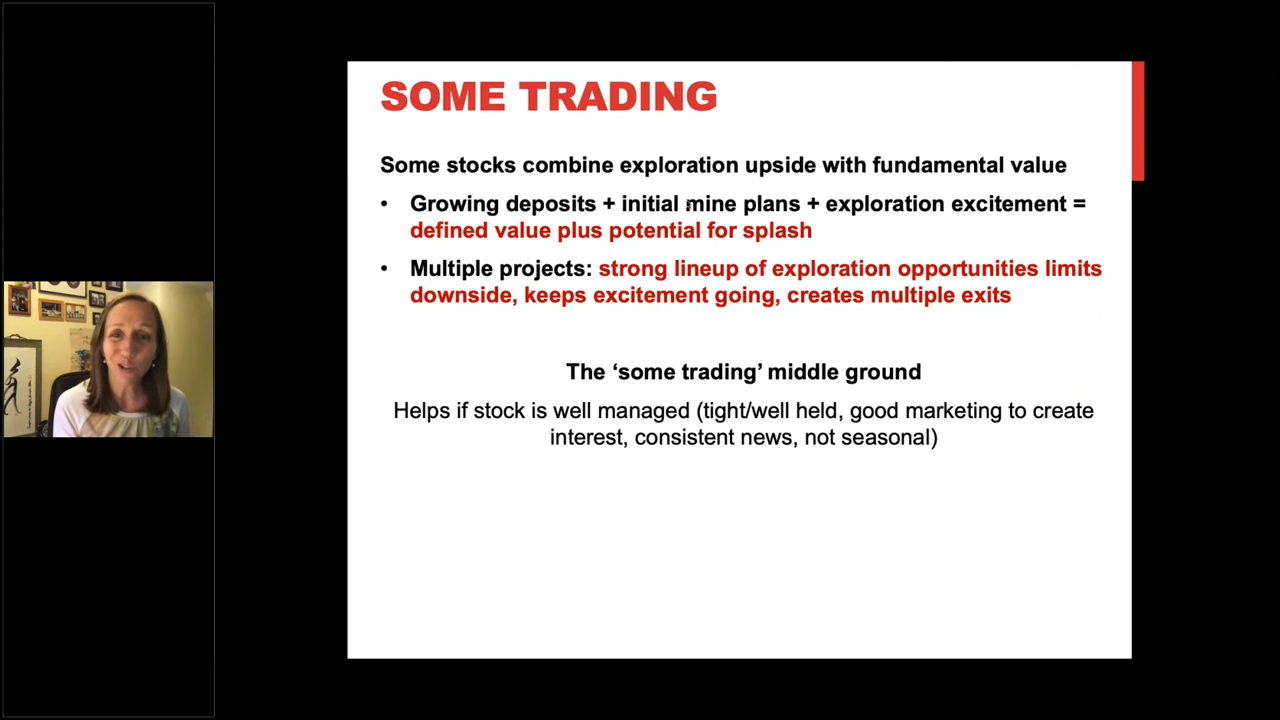 SOME TRADING
Some stocks combine exploration upside with fundamental value
• Growing deposits + initial mine plans + exploration excitement =
defined value plus potential for splash
• Multiple projects: strong lineup of exploration opportunities limits
downside, keeps excitement going, creates multiple exits
The ‘some trading’ middle ground
Helps if stock is well managed (tight/well held, good marketing to create
interest, consistent news, not seasonal)